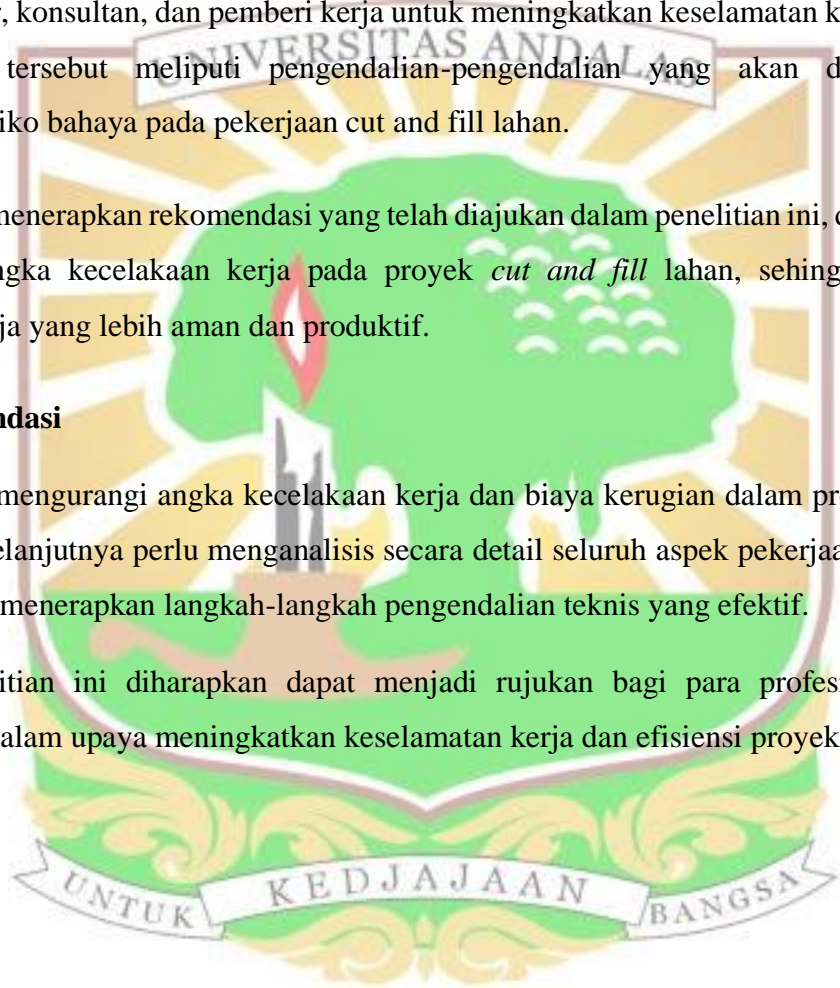 , konsultan, dan pemberi kerja untuk meningkatkan keselamatan k
UNIVERSITAS ANDALAS
tersebut meliputi pengendalian-pengendalian yang akan d
iko bahaya pada pekerjaan cut and fill lahan.
menerapkan rekomendasi yang telah diajukan dalam penelitian ini,
ngka kecelakaan kerja pada proyek cut and fill lahan, sehing
ja yang lebih aman dan produktif.
ndasi
mengurangi angka kecelakaan kerja dan biaya kerugian dalam pr
elanjutnya perlu menganalisis secara detail seluruh aspek pekerjaa
menerapkan langkah-langkah pengendalian teknis yang efektif.
itian ini diharapkan dapat menjadi rujukan bagi para profes
alam upaya meningkatkan keselamatan kerja dan efisiensi proyek
UNTUK KEDJAJAAN BANGSA